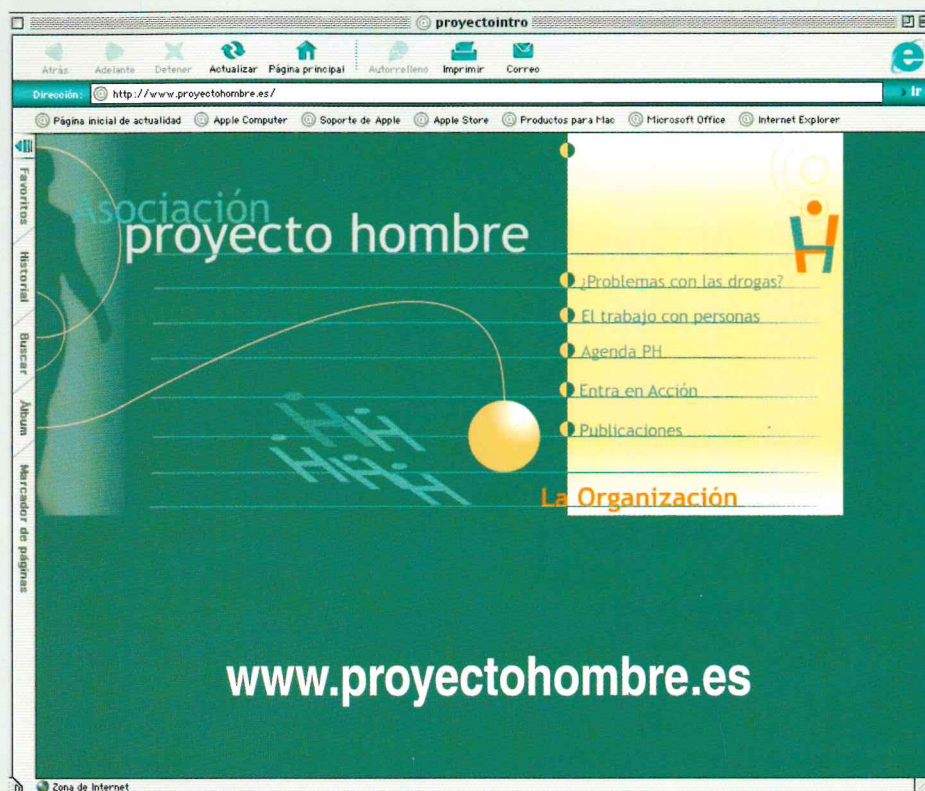 proyectointro
Atrás Adelante Detener Actualizar Página principal Autorrelleno Imprimir Correo
Dirección: http://www.proyectohombre.es/ Ir
Página inicial de actualidad Apple Computer Soporte de Apple Apple Store Productos para Mac Microsoft Office Internet Explorer
Favoritos
Historial
Buscar
Álbum
Marcador de páginas
Asociación
proyecto hombre
¿Problemas con las drogas?
El trabajo con personas
Agenda PH
Entra en Acción
Publicaciones
La Organización
www.proyectohombre.es
Zona de Internet